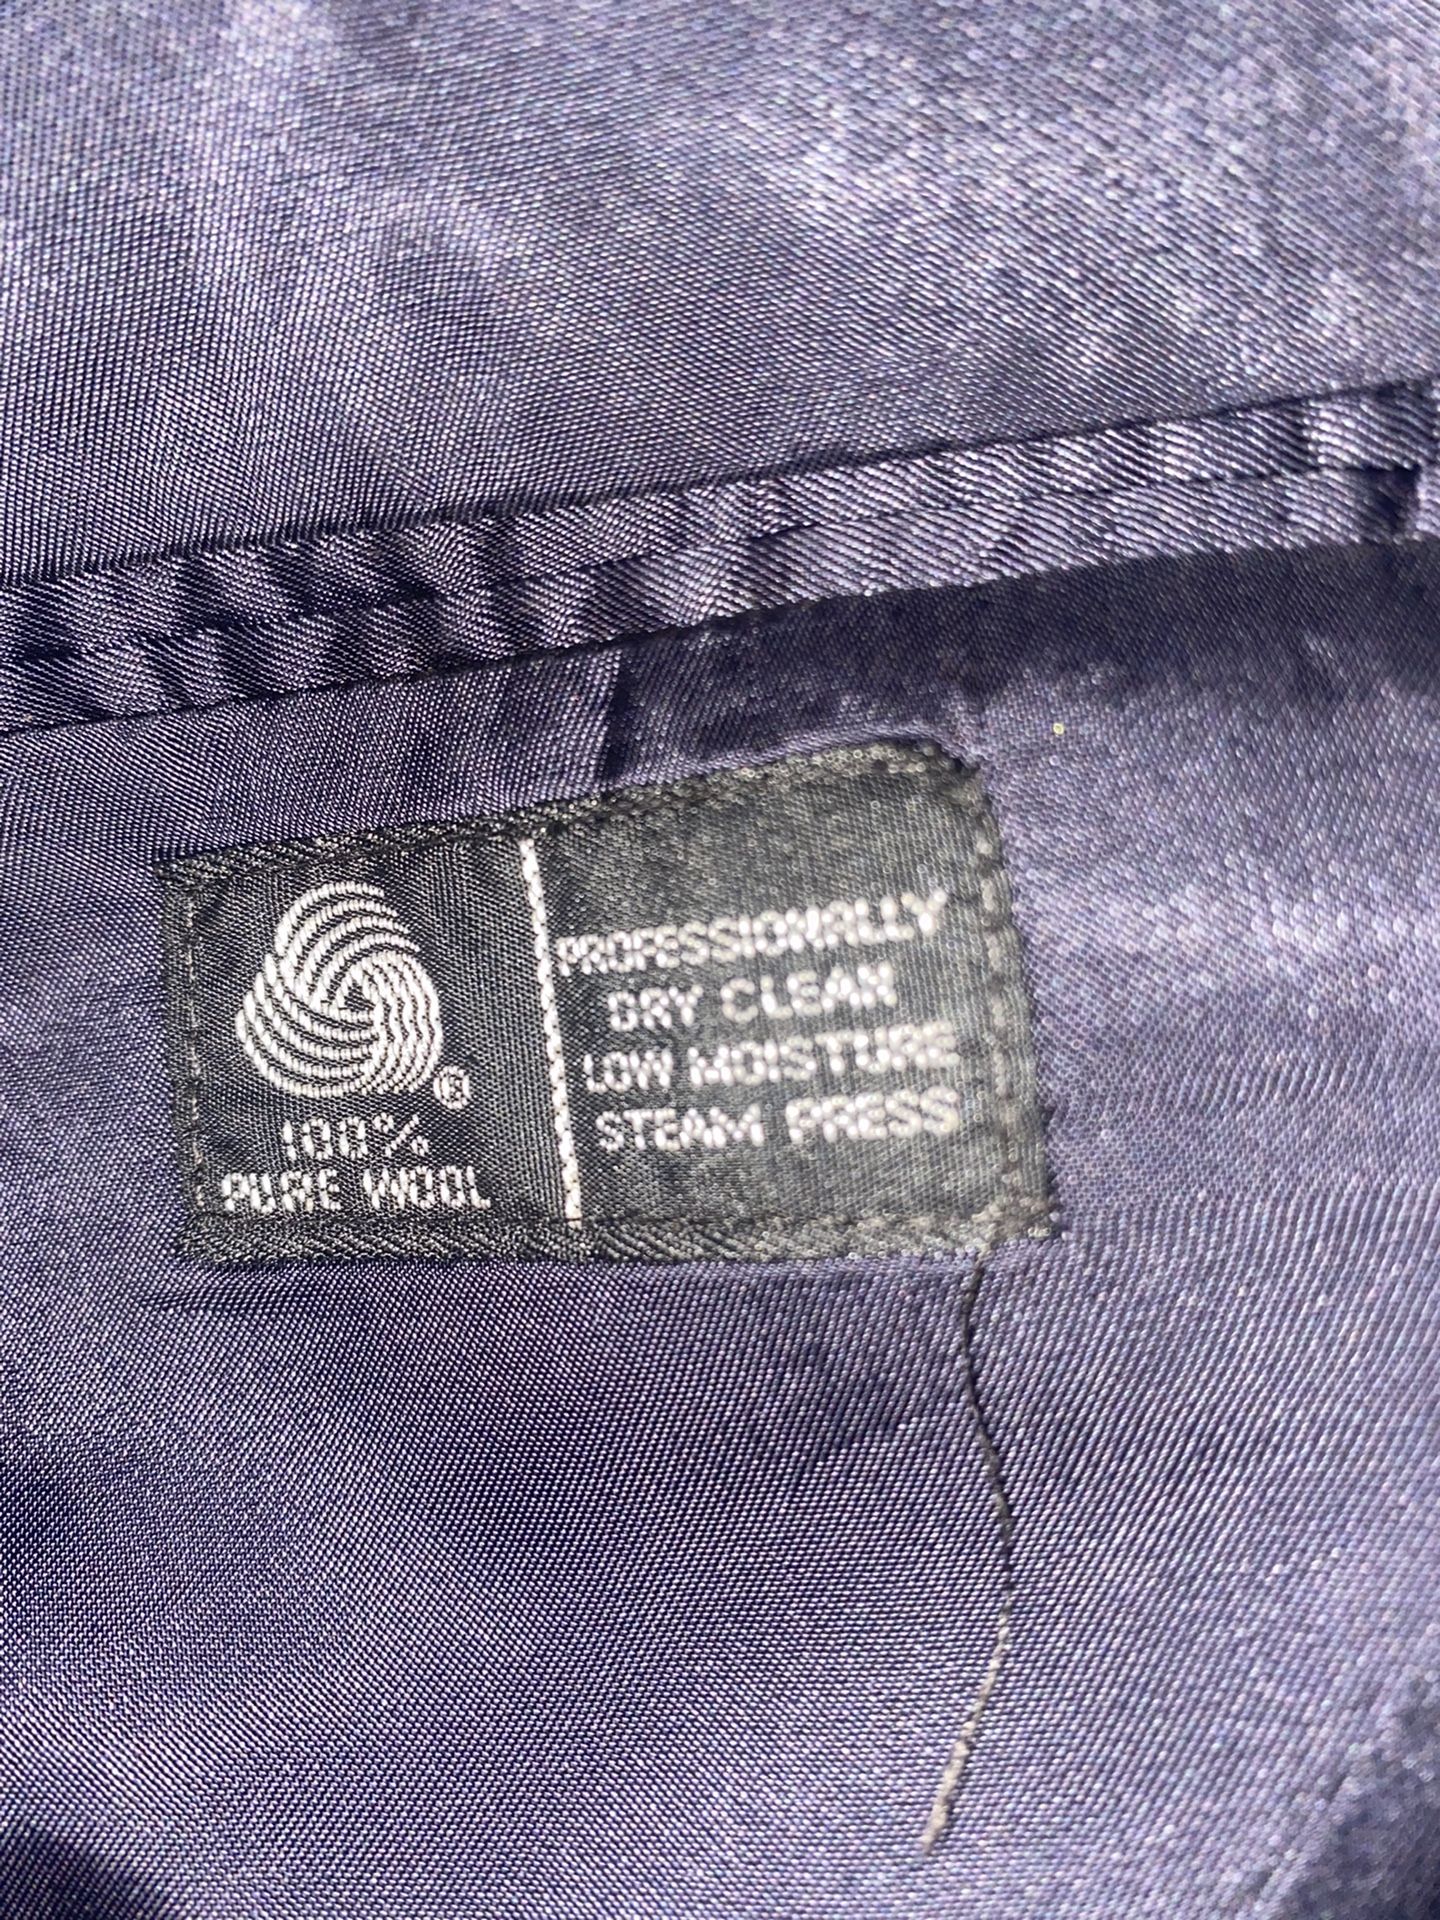 ®
100%
PURE WOOL
PROFESSIONALLY
DRY CLEAN
LOW MOISTURE
STEAM PRESS